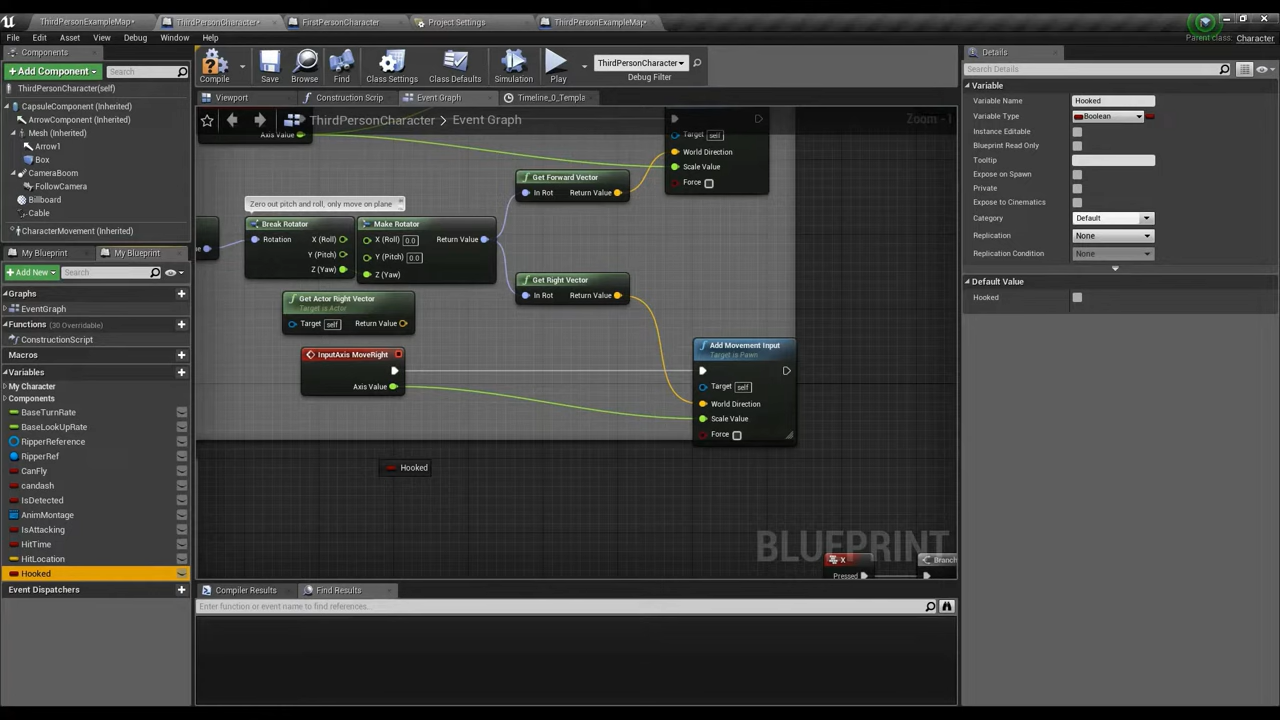 ThirdPersonExampleMap*
ThirdPersonCharacter*
FirstPersonCharacter
Project Settings
ThirdPersonExampleMap*
File Edit Asset View Debug Window Help
Parent class: Character
Components
+ Add Component
Search
ThirdPersonCharacter(self)
CapsuleComponent (Inherited)
ArrowComponent (Inherited)
Mesh (Inherited)
Arrow1
Box
CameraBoom
FollowCamera
Billboard
Cable
CharacterMovement (Inherited)
My Blueprint
My Blueprint
+ Add New
Search
Graphs
EventGraph
Functions (30 Overridable)
ConstructionScript
Macros
Variables
My Character
Components
BaseTurnRate
BaseLookUpRate
RipperReference
RipperRef
CanFly
candash
IsDetected
AnimMontage
IsAttacking
HitTime
HitLocation
Hooked
Event Dispatchers
Compile
Save
Browse
Find
Class Settings
Class Defaults
Simulation
Play
ThirdPersonCharacter
Debug Filter
Viewport
Construction Scrip
Event Graph
Timeline_0_Templa
ThirdPersonCharacter > Event Graph
Axis Value
Target self
World Direction
Scale Value
Force
Get Forward Vector
In Rot Return Value
Zero out pitch and roll, only move on plane
Break Rotator
Rotation X (Roll)
Y (Pitch)
Z (Yaw)
Make Rotator
X (Roll) 0.0 Return Value
Y (Pitch) 0.0
Z (Yaw)
Get Right Vector
In Rot Return Value
Get Actor Right Vector
Target is Actor
Target self Return Value
InputAxis MoveRight
Axis Value
Add Movement Input
Target is Pawn
Target self
World Direction
Scale Value
Force
Hooked
BLUEPRINT
X
Pressed
Branch
Compiler Results
Find Results
Enter function or event name to find references...
Details
Search Details
Variable
Variable Name Hooked
Variable Type Boolean
Instance Editable
Blueprint Read Only
Tooltip
Expose on Spawn
Private
Expose to Cinematics
Category Default
Replication None
Replication Condition None
Default Value
Hooked